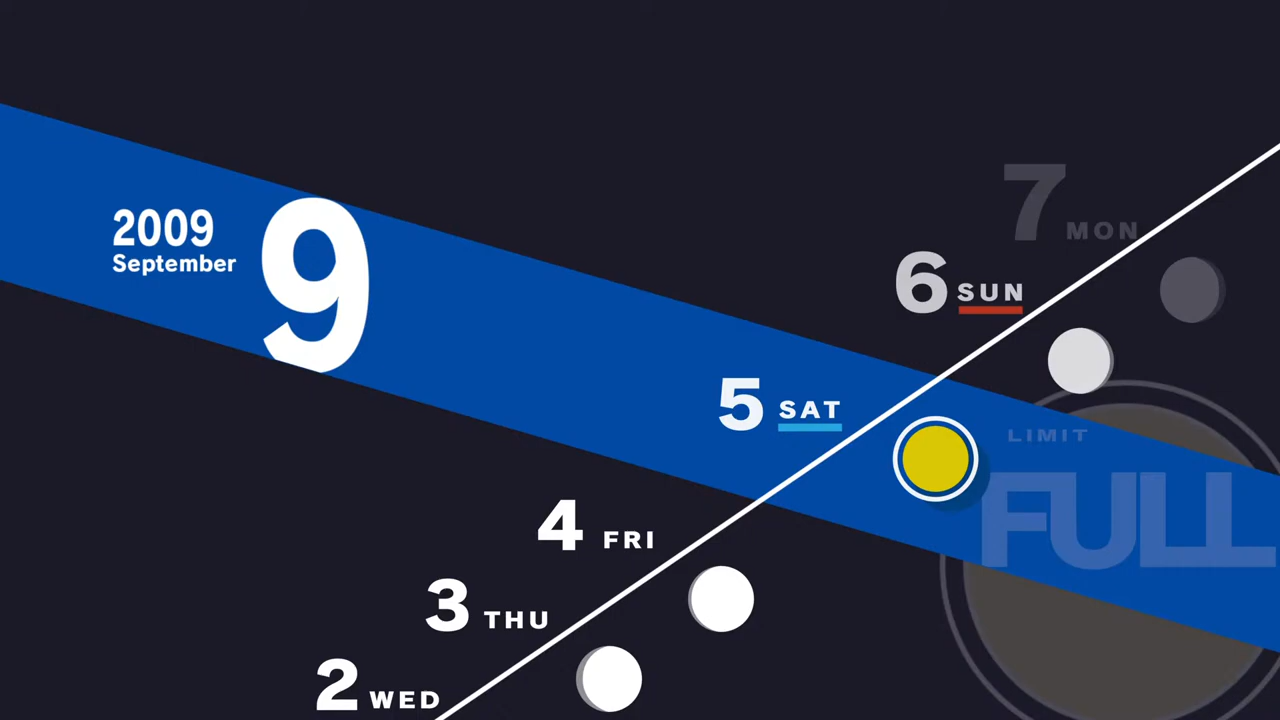 2009
September
9
7 MON
6 SUN
5 SAT
LIMIT
FULL
4 FRI
3 THU
2 WED